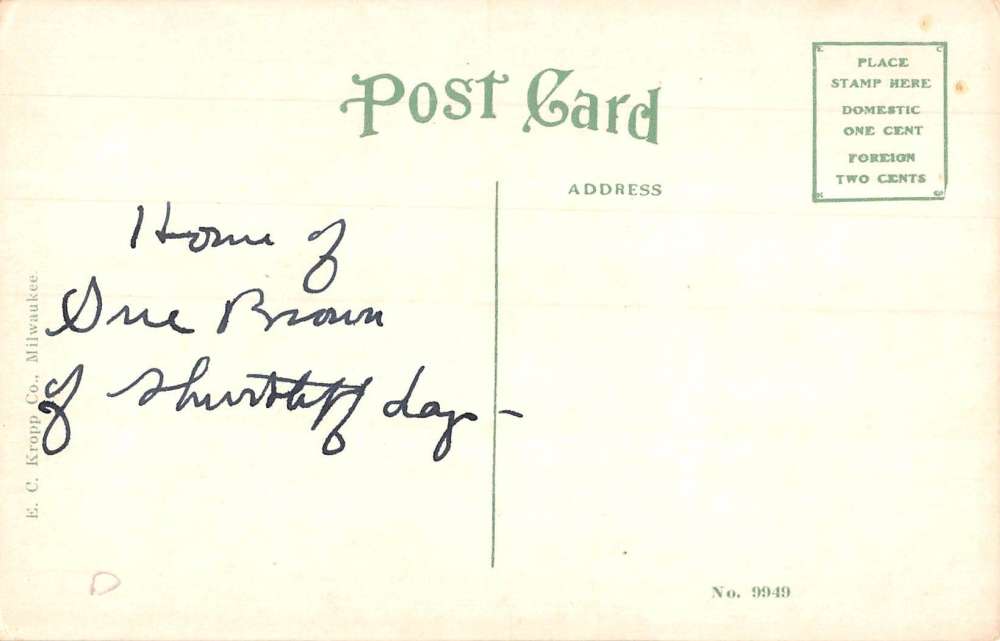 POST CARD
PLACE
STAMP HERE
DOMESTIC
ONE CENT
FOREIGN
TWO CENTS
ADDRESS
Home of
Sue Brown
of Shurtleff days -
E. C. Kropp Co., Milwaukee.
D
No. 9949